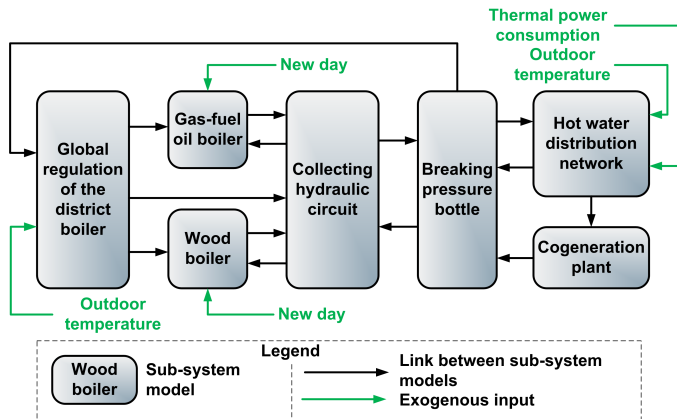 Thermal power
consumption
Outdoor
temperature
New day
Gas-fuel
oil boiler
Global
regulation
of the
district
boiler
Collecting
hydraulic
circuit
Breaking
pressure
bottle
Hot water
distribution
network
Wood
boiler
Cogeneration
plant
Outdoor
temperature
New day
Legend
Wood
boiler
Sub-system
model
Link between sub-system
models
Exogenous input